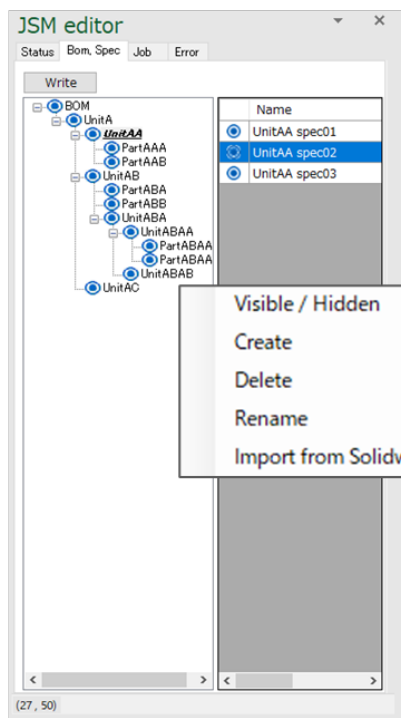 JSM editor
Status Bom, Spec Job Error
Write
BOM
UnitA
UnitAA
PartAAA
PartAAB
UnitAB
PartABA
PartABB
UnitABA
UnitABAA
PartABAA
PartABAA
UnitABAB
UnitAC
Name
UnitAA spec01
UnitAA spec02
UnitAA spec03
Visible / Hidden
Create
Delete
Rename
Import from Solidw
(27 , 50)